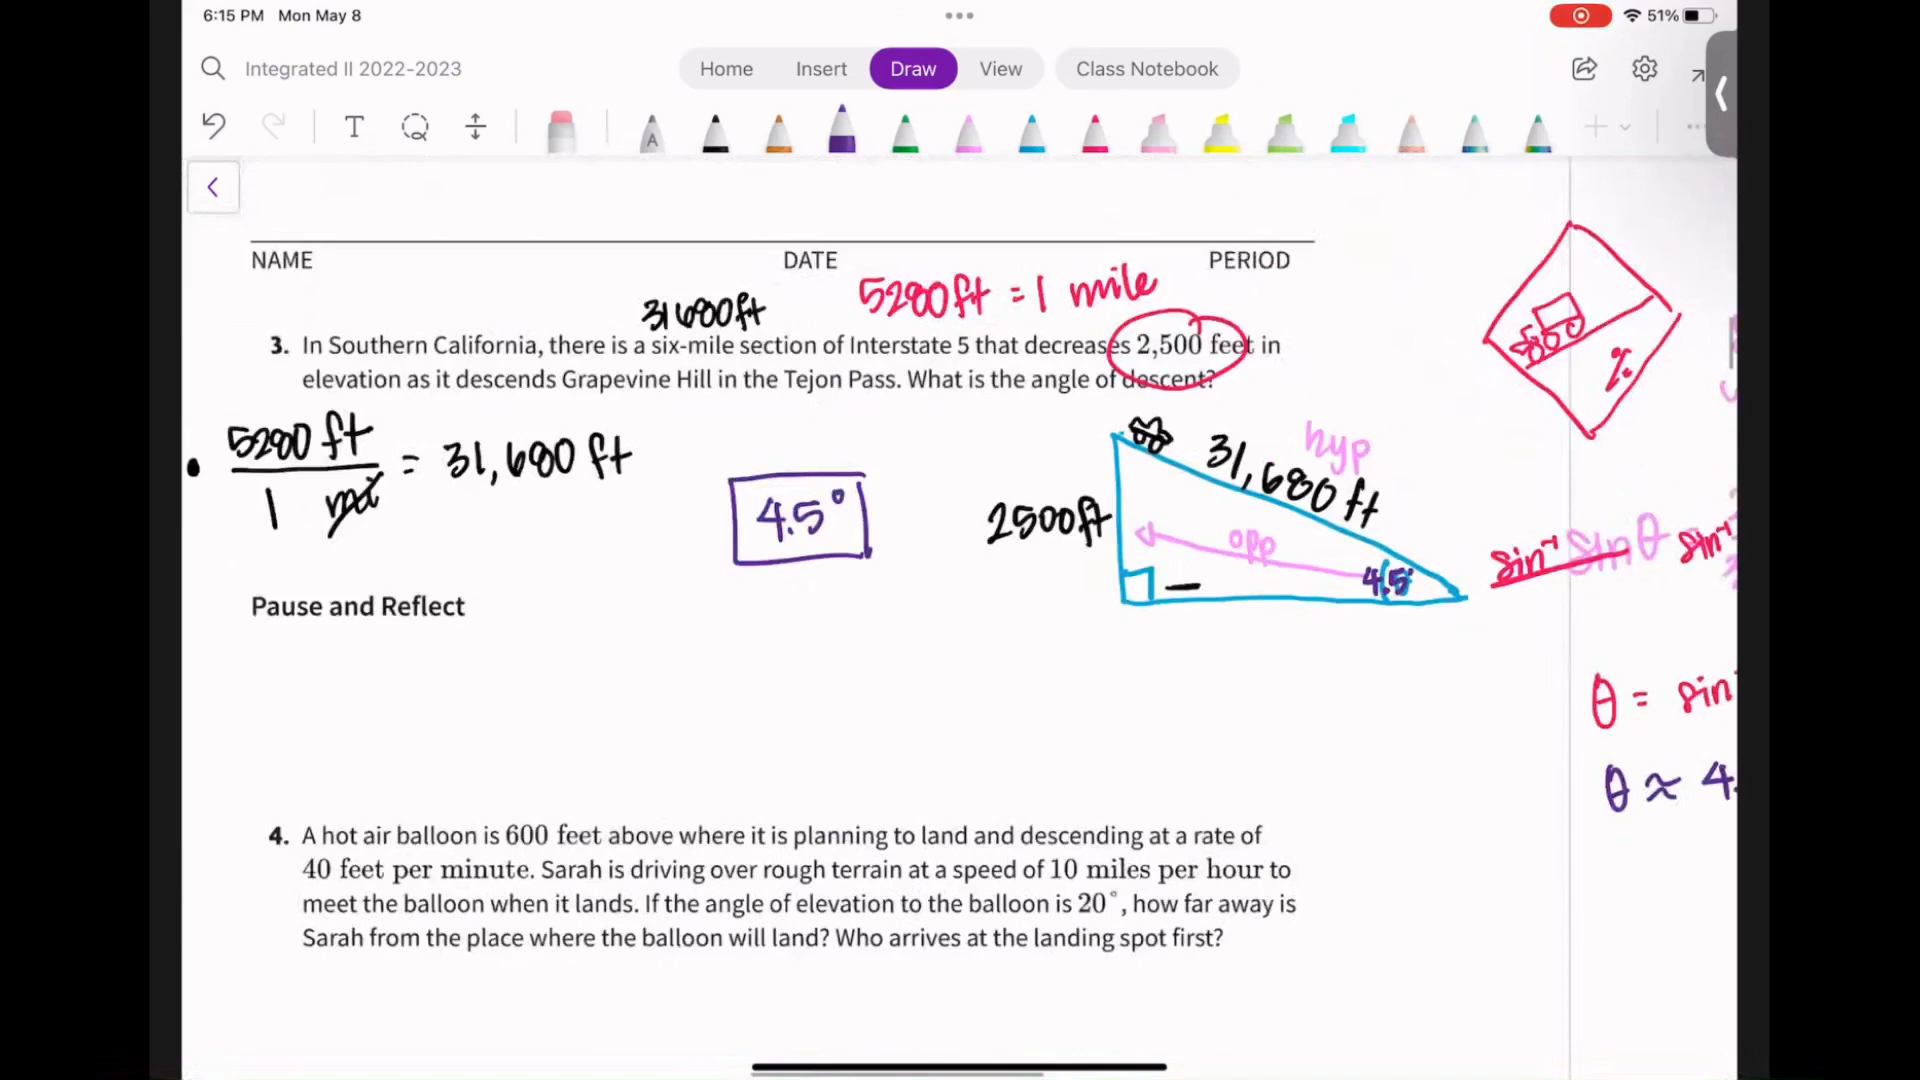 6:15 PM Mon May 8
51%
Integrated II 2022-2023
Home Insert Draw View Class Notebook
T
A
NAME DATE PERIOD
5280ft = 1 mile
31680ft
3. In Southern California, there is a six-mile section of Interstate 5 that decreases 2,500 feet in
elevation as it descends Grapevine Hill in the Tejon Pass. What is the angle of descent?
%
5280 ft
1 mi
= 31,680 ft
4.5°
hyp
31,680 ft
2500ft
opp
4.5°
sin⁻¹ sin θ sin⁻¹
Pause and Reflect
θ = sin
θ ≈ 4.
4. A hot air balloon is 600 feet above where it is planning to land and descending at a rate of
40 feet per minute. Sarah is driving over rough terrain at a speed of 10 miles per hour to
meet the balloon when it lands. If the angle of elevation to the balloon is 20°, how far away is
Sarah from the place where the balloon will land? Who arrives at the landing spot first?